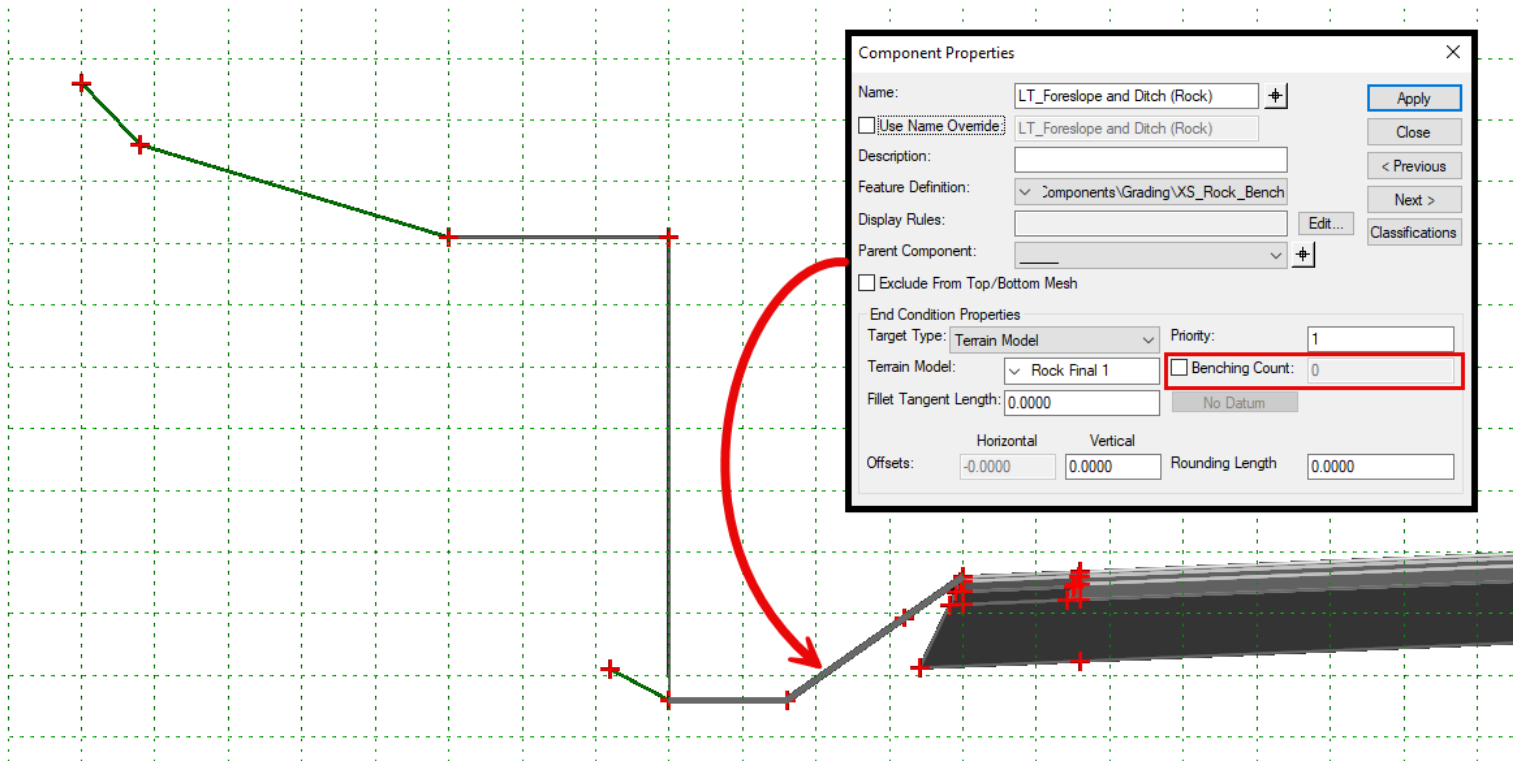 Component Properties
Name: LT_Foreslope and Ditch (Rock) Apply
Use Name Override: LT_Foreslope and Ditch (Rock) Close
Description: < Previous
Feature Definition: Components\Grading\XS_Rock_Bench Next >
Display Rules: Edit... Classifications
Parent Component:
Exclude From Top/Bottom Mesh
End Condition Properties
Target Type: Terrain Model Priority: 1
Terrain Model: Rock Final 1 Benching Count: 0
Fillet Tangent Length: 0.0000 No Datum
Horizontal Vertical
Offsets: -0.0000 0.0000 Rounding Length 0.0000